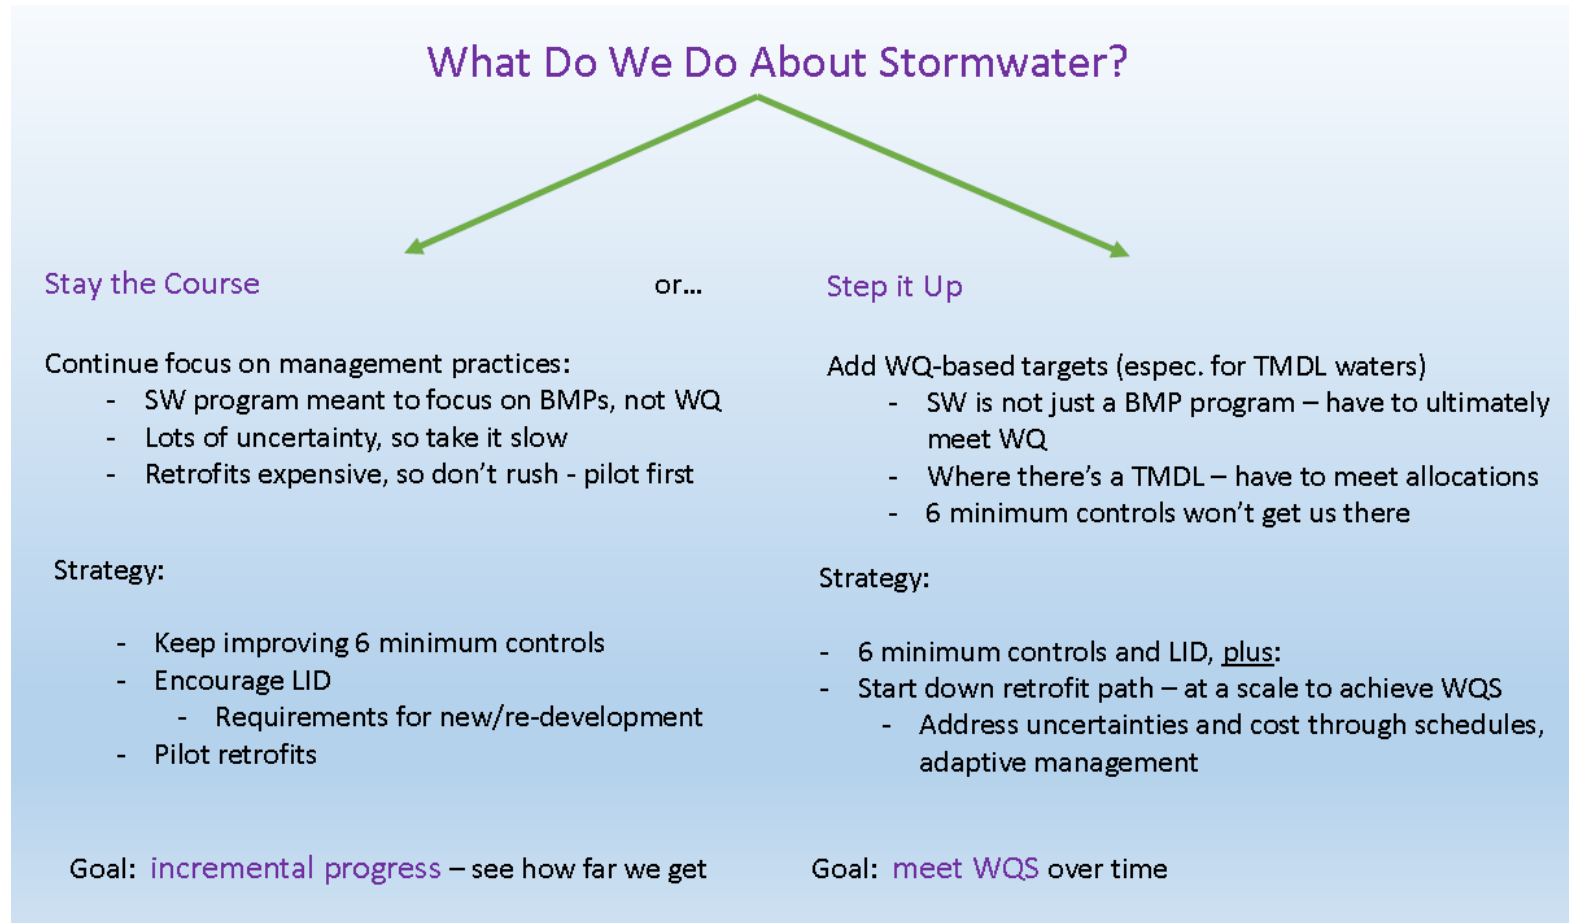 What Do We Do About Stormwater?
Stay the Course
or...
Step it Up
Continue focus on management practices:
- SW program meant to focus on BMPs, not WQ
- Lots of uncertainty, so take it slow
- Retrofits expensive, so don't rush - pilot first
Strategy:
- Keep improving 6 minimum controls
- Encourage LID
- Requirements for new/re-development
- Pilot retrofits
Goal: incremental progress – see how far we get
Add WQ-based targets (espec. for TMDL waters)
- SW is not just a BMP program – have to ultimately
meet WQ
- Where there's a TMDL – have to meet allocations
- 6 minimum controls won't get us there
Strategy:
- 6 minimum controls and LID, plus:
- Start down retrofit path – at a scale to achieve WQS
- Address uncertainties and cost through schedules,
adaptive management
Goal: meet WQS over time